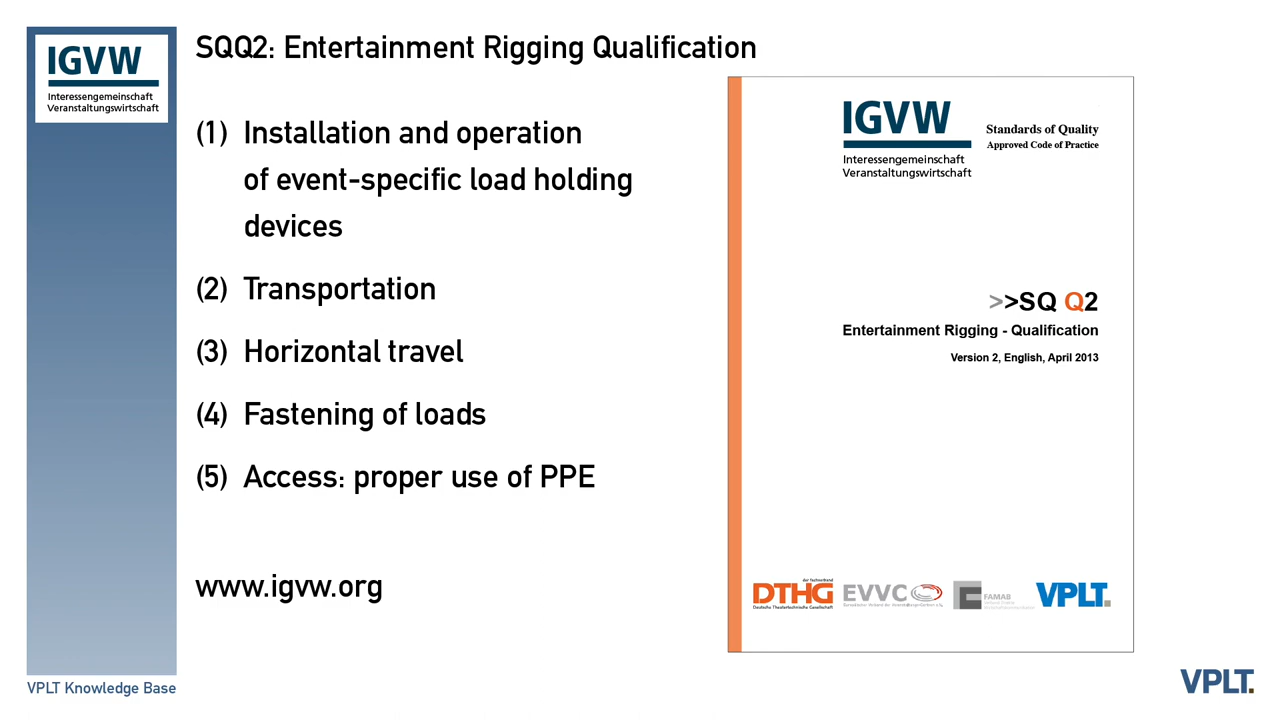 IGVW
Interessengemeinschaft
Veranstaltungswirtschaft
SQQ2: Entertainment Rigging Qualification
(1) Installation and operation
of event-specific load holding
devices
(2) Transportation
(3) Horizontal travel
(4) Fastening of loads
(5) Access: proper use of PPE
www.igvw.org
IGVW
Interessengemeinschaft
Veranstaltungswirtschaft
Standards of Quality
Approved Code of Practice
>>SQ Q2
Entertainment Rigging - Qualification
Version 2, English, April 2013
der fachverband
DTHG
Deutsche Theatertechnische Gesellschaft
EVVC
FAMAB
VPLT.
VPLT Knowledge Base
VPLT.